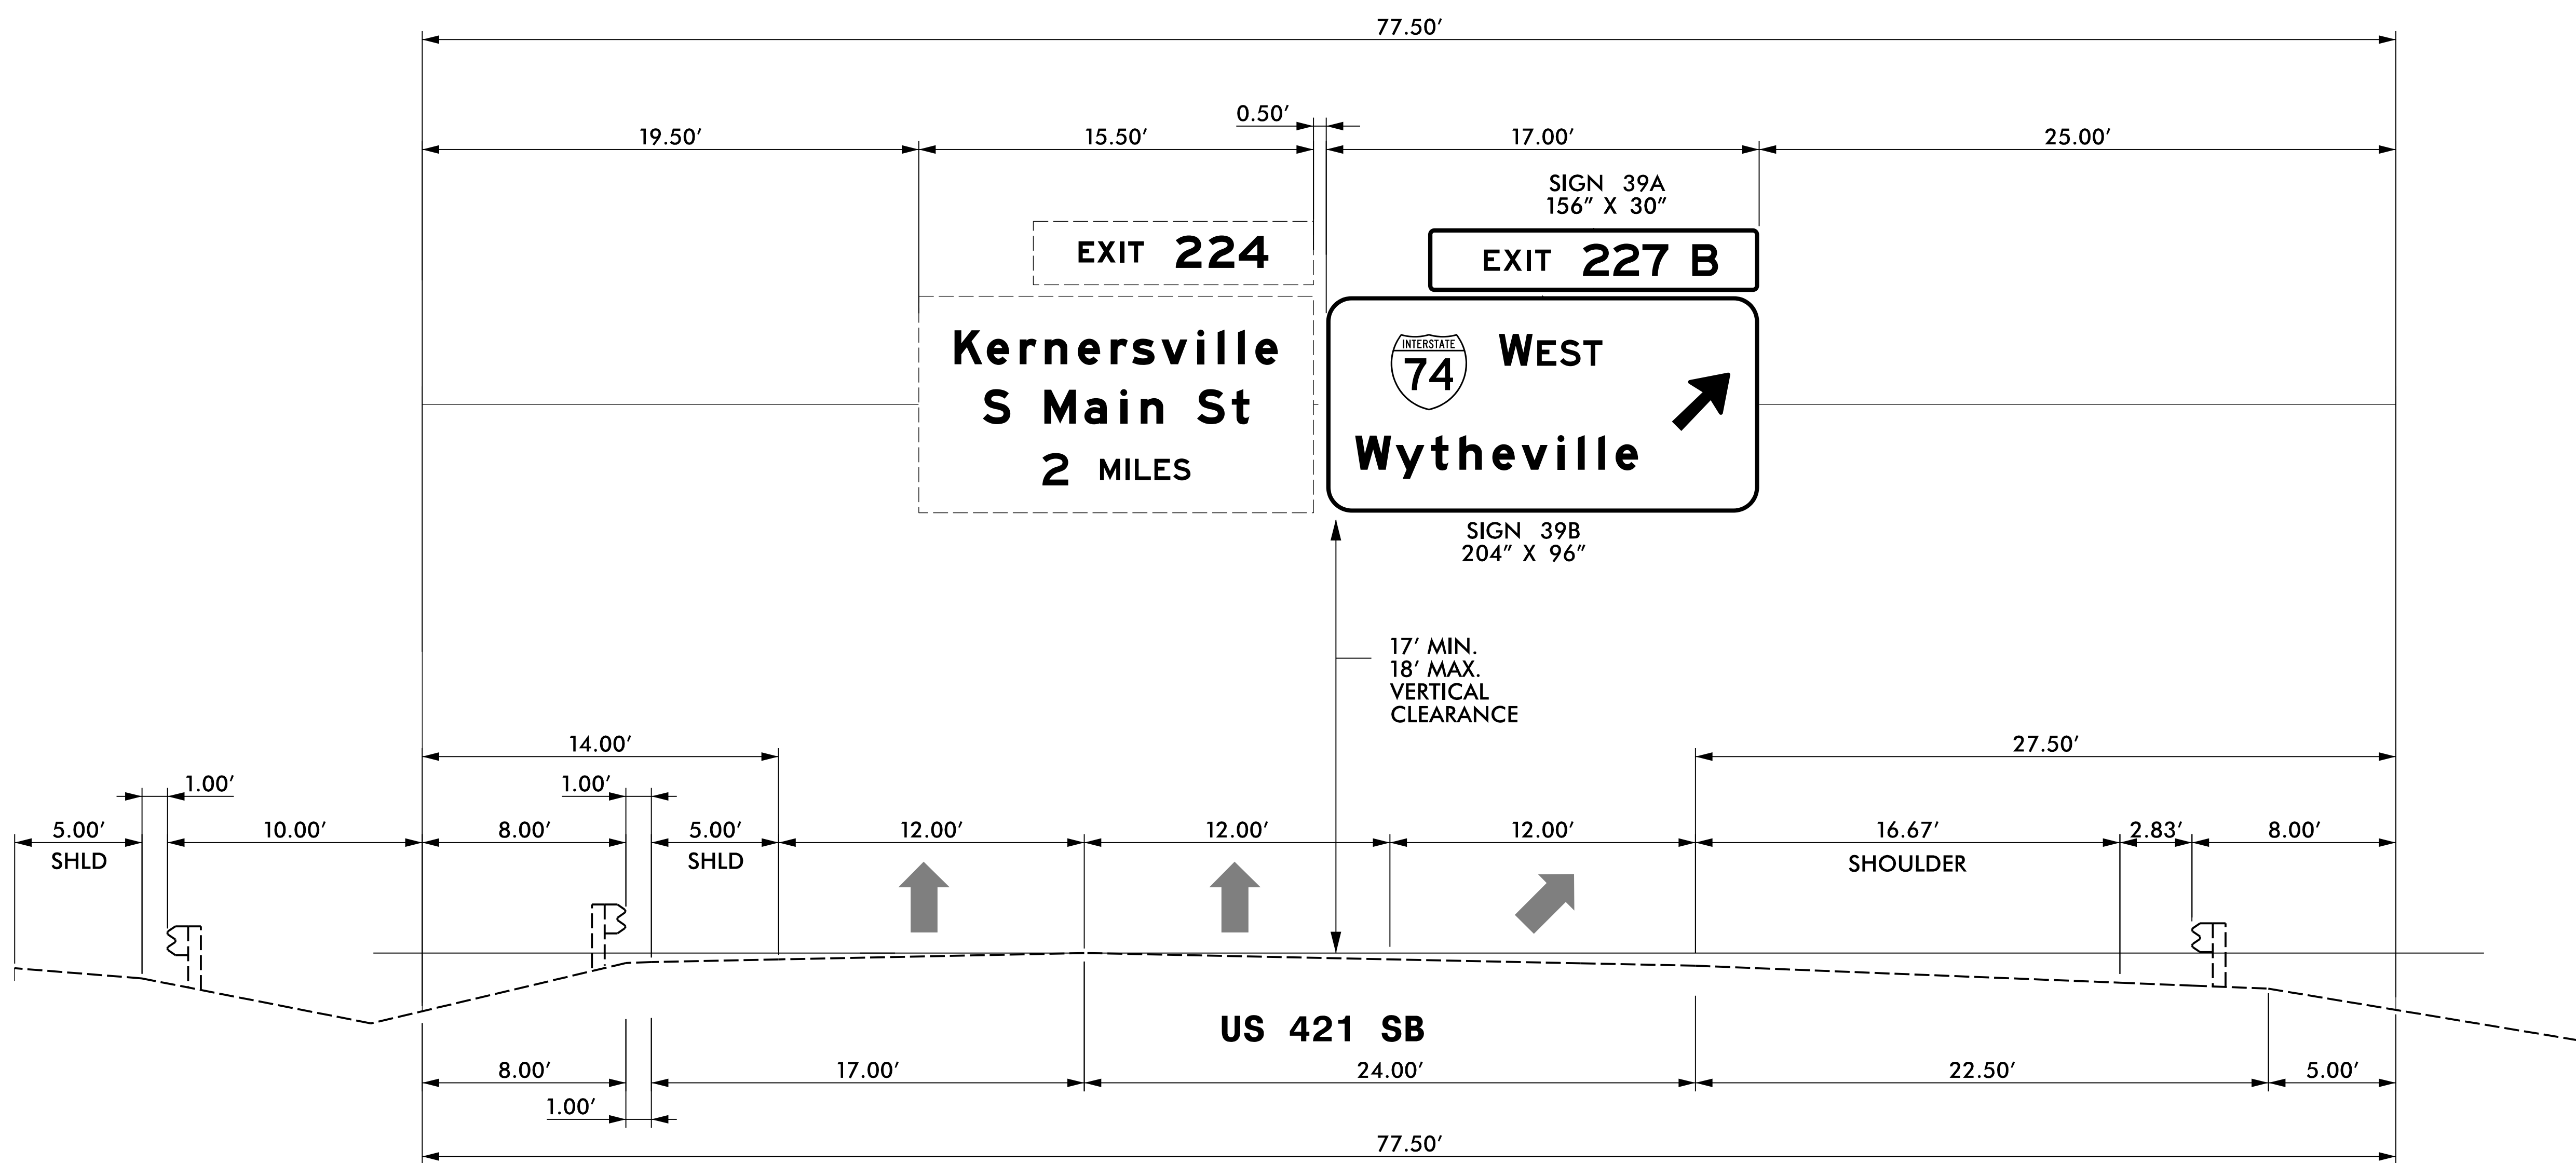 77.50′
0.50′
19.50′ 15.50′ 17.00′ 25.00′
SIGN 39A
156″ X 30″
EXIT 224
EXIT 227 B
Kernersville
S Main St
2 MILES
INTERSTATE
74
WEST
Wytheville
SIGN 39B
204″ X 96″
17′ MIN.
18′ MAX.
VERTICAL
CLEARANCE
14.00′ 27.50′
1.00′ 1.00′
5.00′ 10.00′ 8.00′ 5.00′ 12.00′ 12.00′ 12.00′ 16.67′ 2.83′ 8.00′
SHLD SHLD SHOULDER
US 421 SB
8.00′ 17.00′ 24.00′ 22.50′ 5.00′
1.00′
77.50′